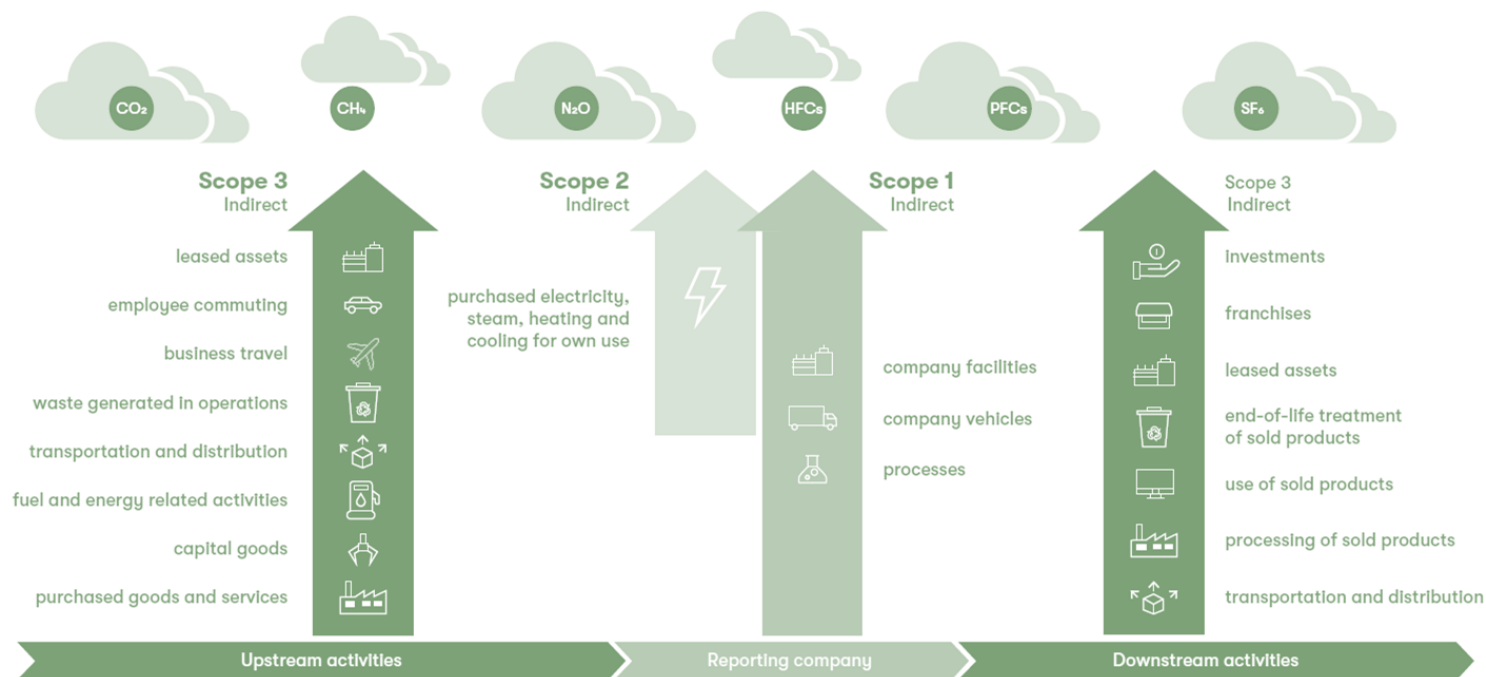 CO₂
CH₄
N₂O
HFCs
PFCs
SF₆
Scope 3
Indirect
leased assets
employee commuting
business travel
waste generated in operations
transportation and distribution
fuel and energy related activities
capital goods
purchased goods and services
Scope 2
Indirect
purchased electricity,
steam, heating and
cooling for own use
Scope 1
Indirect
company facilities
company vehicles
processes
Scope 3
Indirect
investments
franchises
leased assets
end-of-life treatment
of sold products
use of sold products
processing of sold products
transportation and distribution
Upstream activities
Reporting company
Downstream activities